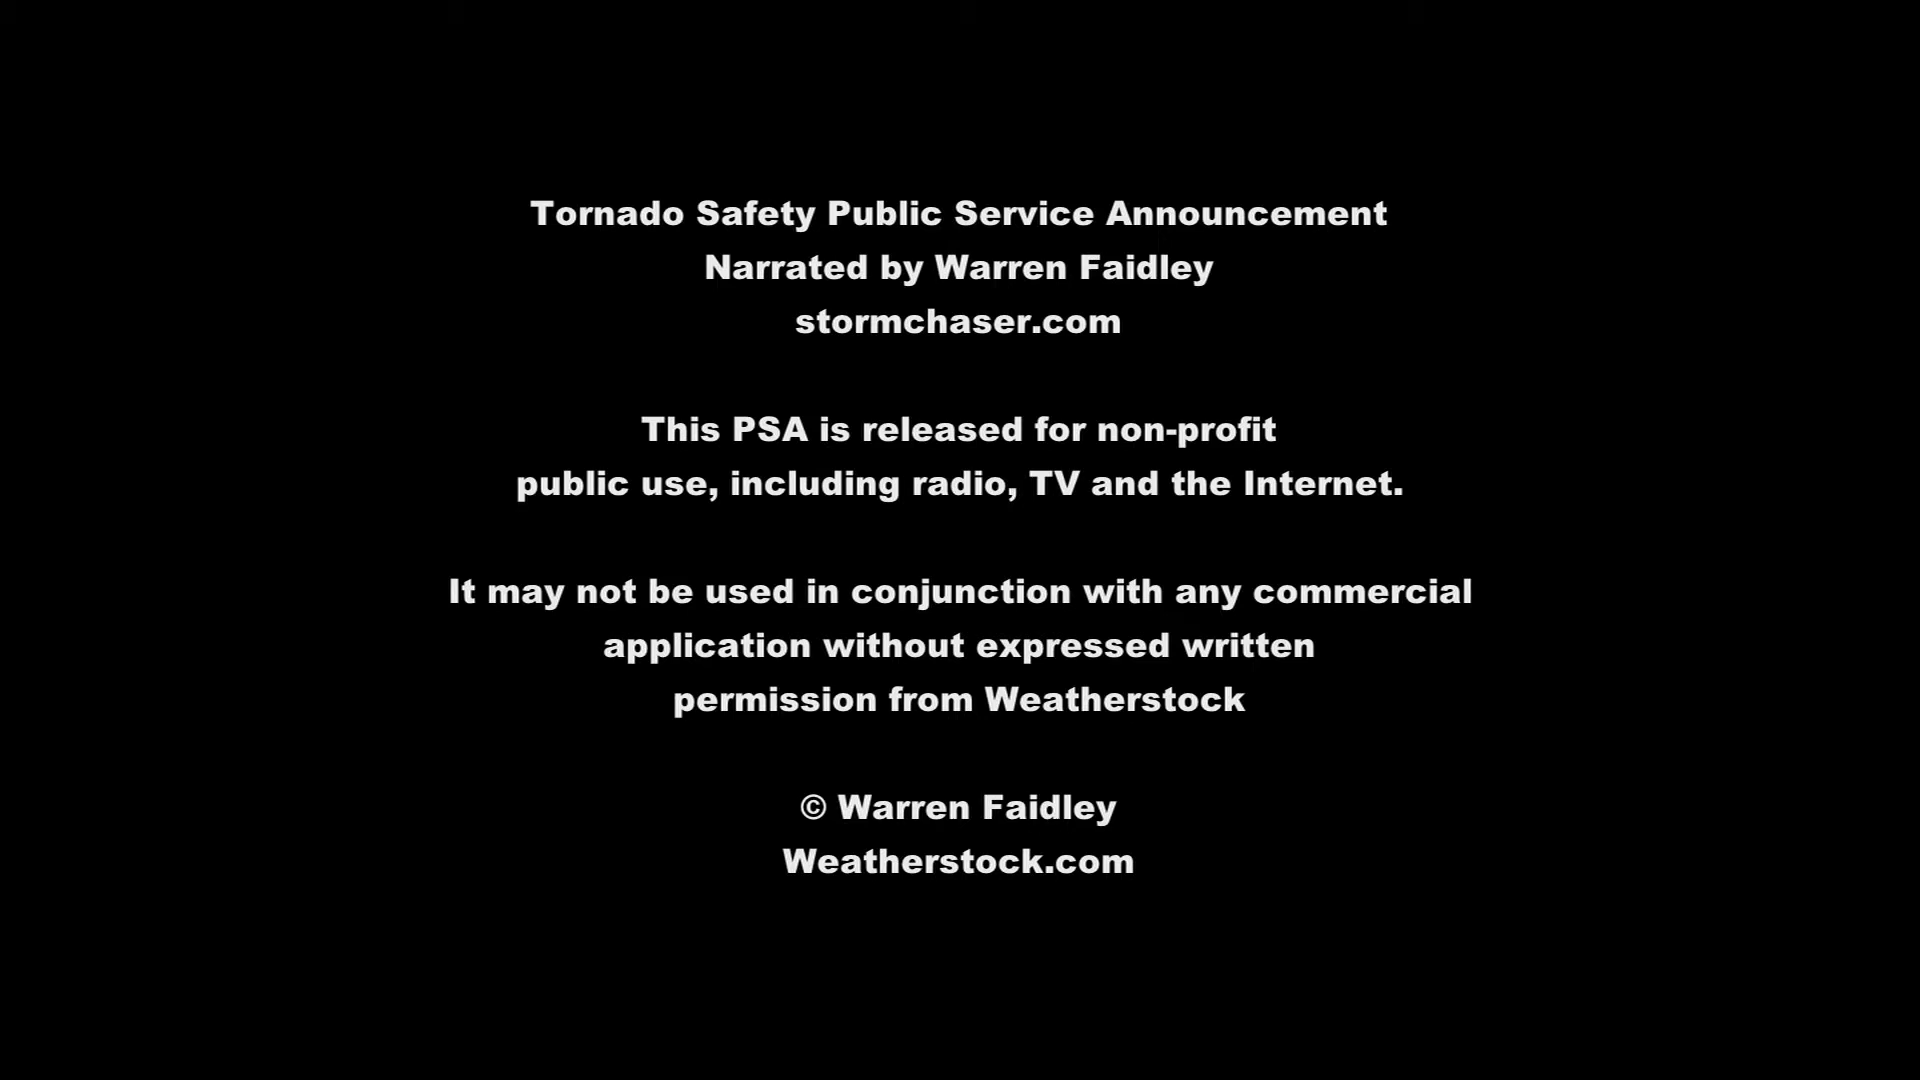 Tornado Safety Public Service Announcement
Narrated by Warren Faidley
stormchaser.com
This PSA is released for non-profit
public use, including radio, TV and the Internet.
It may not be used in conjunction with any commercial
application without expressed written
permission from Weatherstock
© Warren Faidley
Weatherstock.com